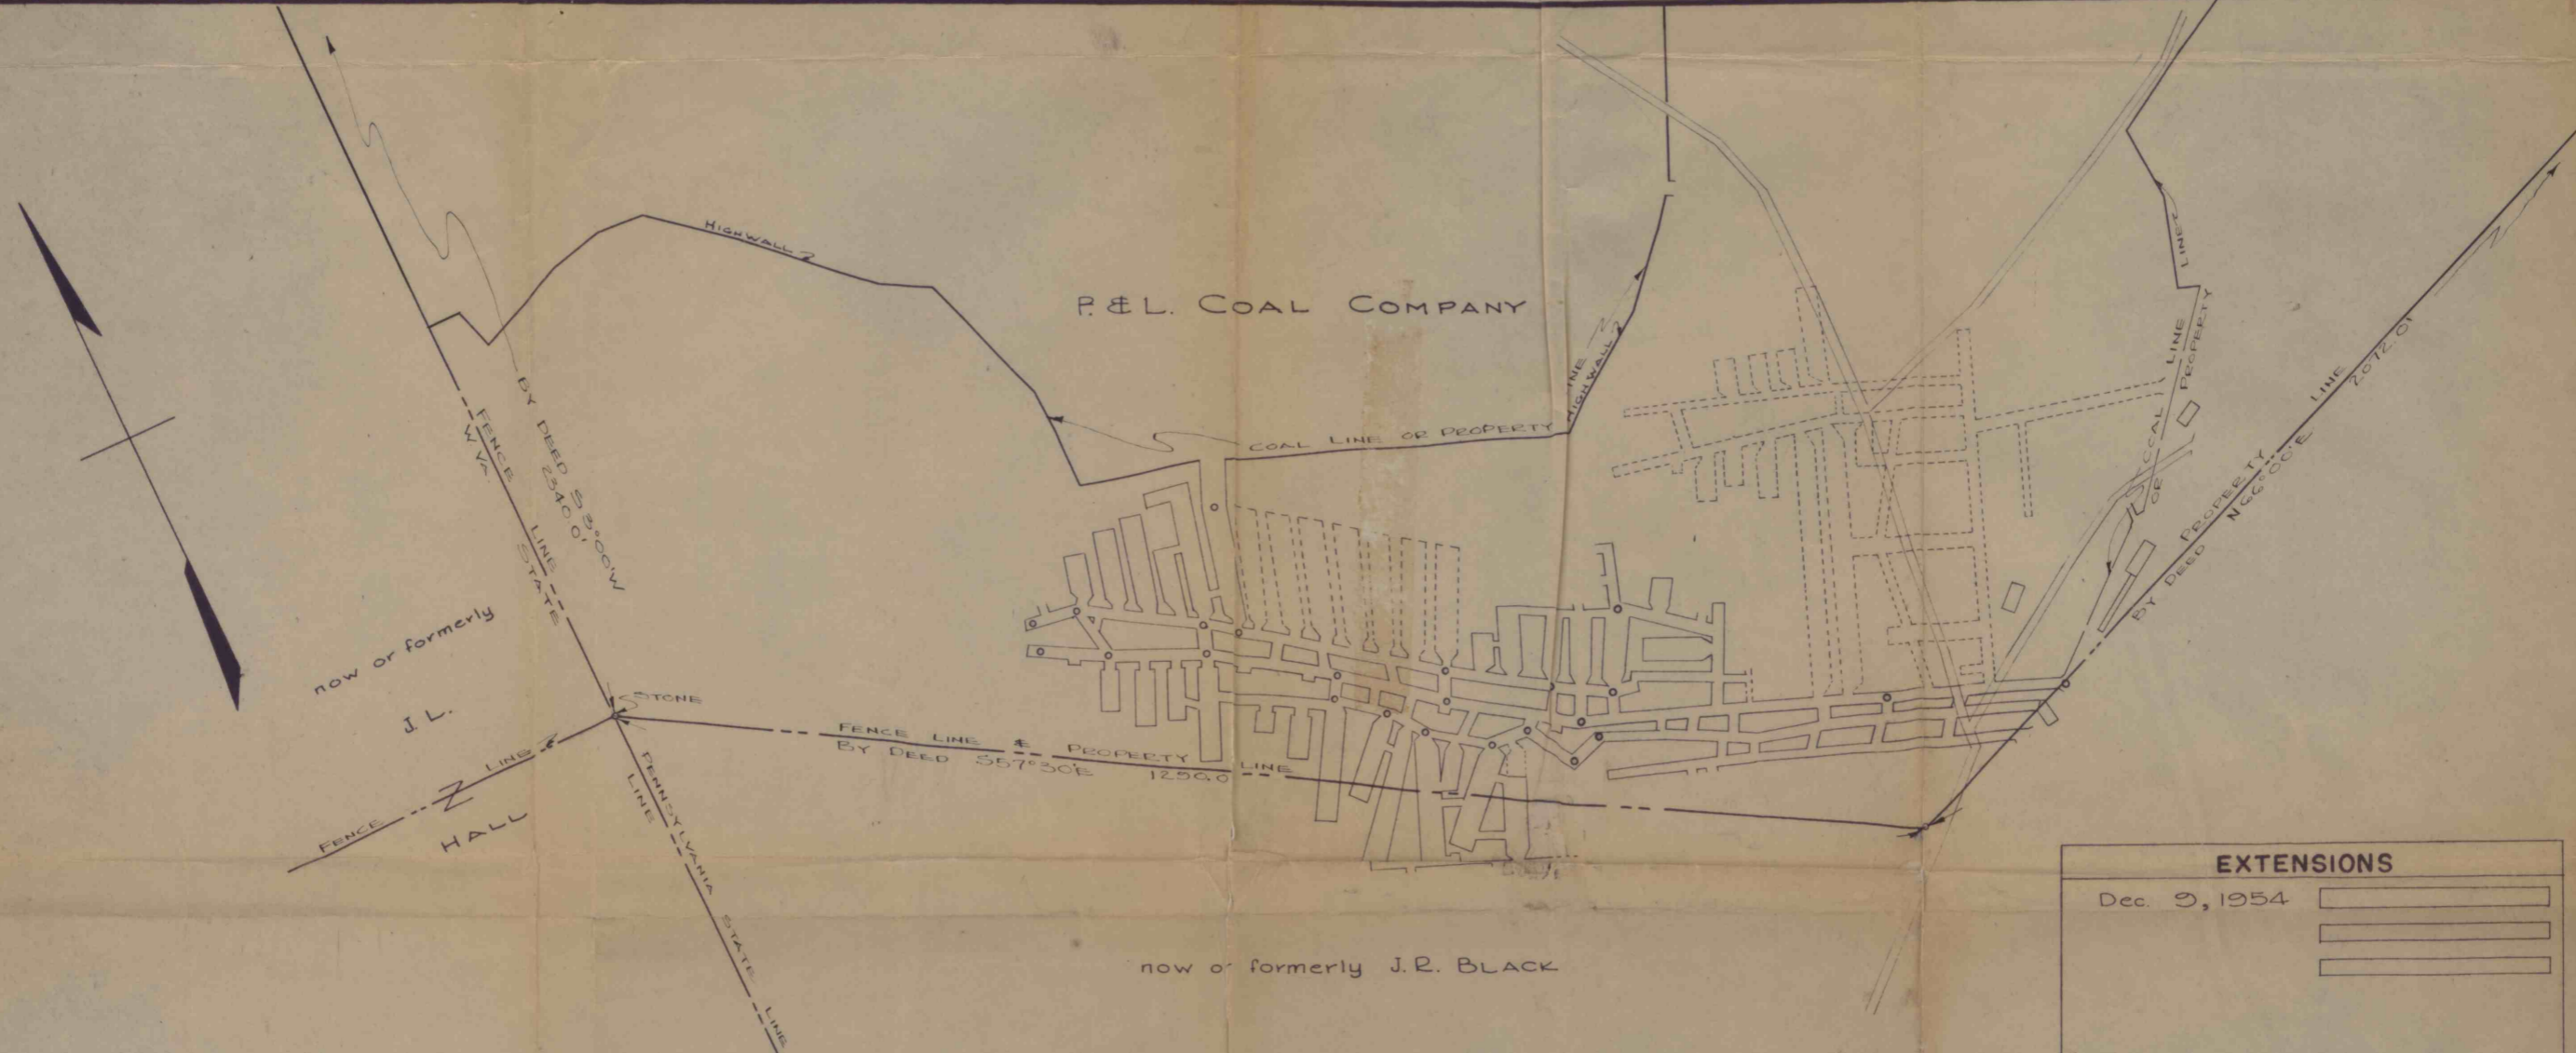 HIGHWALL
P. & L. COAL COMPANY
HIGHWALL
LINE
COAL LINE OR PROPERTY
BY DEED S3°00'W
2340.0'
FENCE LINE
W. VA. STATE
COAL LINE
OR PROPERTY LINE
PROPERTY LINE
BY DEED N66°00'E 2072.0'
now or formerly
J. L.
HALL
FENCE LINE
STONE
FENCE LINE & PROPERTY LINE
BY DEED S57°30'E 1250.0
PENNSYLVANIA STATE LINE
LINE
now or formerly J.R. BLACK
EXTENSIONS
Dec. 9, 1954